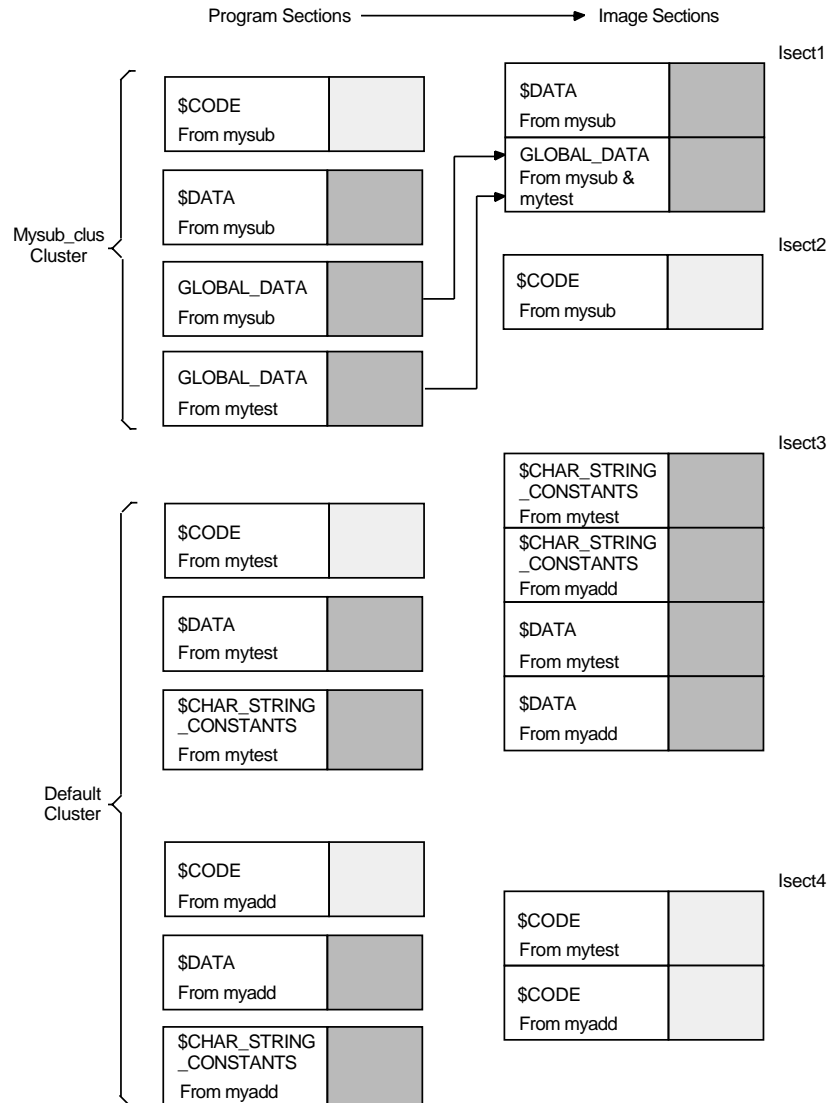 Program Sections
Image Sections
Mysub_clus
Cluster
$CODE
From mysub
$DATA
From mysub
GLOBAL_DATA
From mysub
GLOBAL_DATA
From mytest
Default
Cluster
$CODE
From mytest
$DATA
From mytest
$CHAR_STRING
_CONSTANTS
From mytest
$CODE
From myadd
$DATA
From myadd
$CHAR_STRING
_CONSTANTS
From myadd
Isect1
$DATA
From mysub
GLOBAL_DATA
From mysub &
mytest
Isect2
$CODE
From mysub
Isect3
$CHAR_STRING
_CONSTANTS
From mytest
$CHAR_STRING
_CONSTANTS
From myadd
$DATA
From mytest
$DATA
From myadd
Isect4
$CODE
From mytest
$CODE
From myadd